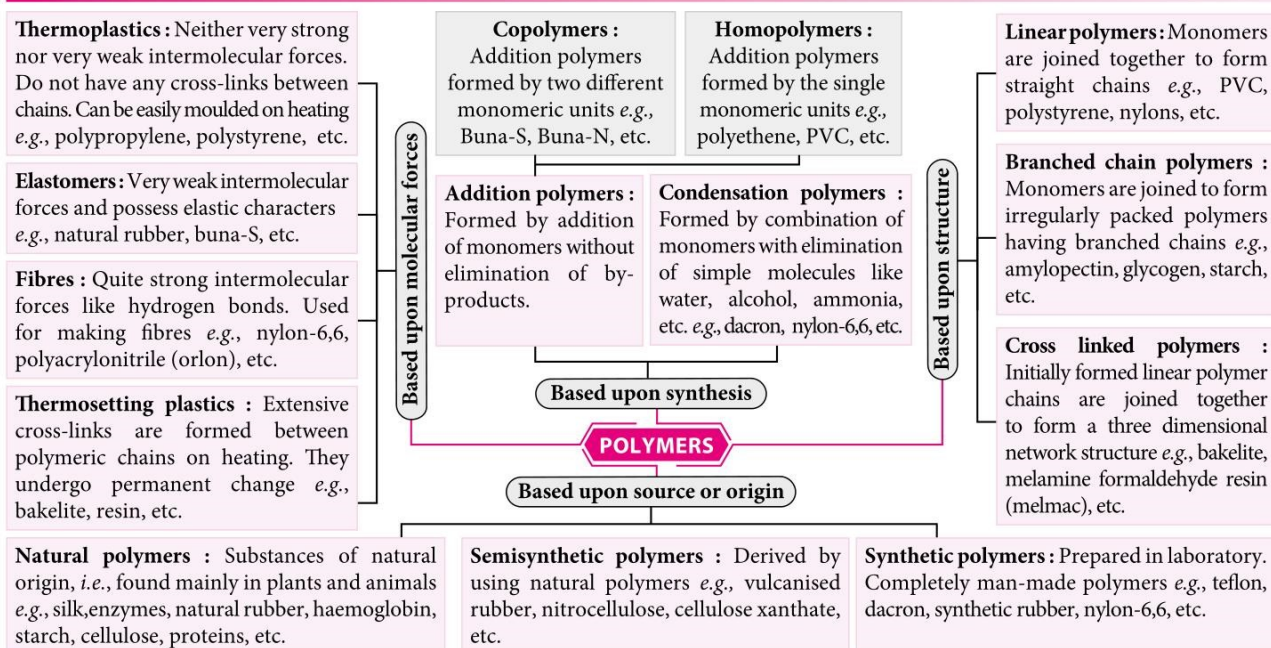 Thermoplastics : Neither very strong
nor very weak intermolecular forces.
Do not have any cross-links between
chains. Can be easily moulded on heating
e.g., polypropylene, polystyrene, etc.
Elastomers : Very weak intermolecular
forces and possess elastic characters
e.g., natural rubber, buna-S, etc.
Fibres : Quite strong intermolecular
forces like hydrogen bonds. Used
for making fibres e.g., nylon-6,6,
polyacrylonitrile (orlon), etc.
Thermosetting plastics : Extensive
cross-links are formed between
polymeric chains on heating. They
undergo permanent change e.g.,
bakelite, resin, etc.
Based upon molecular forces
Copolymers :
Addition polymers
formed by two different
monomeric units e.g.,
Buna-S, Buna-N, etc.
Homopolymers :
Addition polymers
formed by the single
monomeric units e.g.,
polyethene, PVC, etc.
Addition polymers :
Formed by addition
of monomers without
elimination of by-
products.
Condensation polymers :
Formed by combination of
monomers with elimination
of simple molecules like
water, alcohol, ammonia,
etc. e.g., dacron, nylon-6,6, etc.
Based upon synthesis
POLYMERS
Based upon source or origin
Based upon structure
Linear polymers : Monomers
are joined together to form
straight chains e.g., PVC,
polystyrene, nylons, etc.
Branched chain polymers :
Monomers are joined to form
irregularly packed polymers
having branched chains e.g.,
amylopectin, glycogen, starch,
etc.
Cross linked polymers :
Initially formed linear polymer
chains are joined together
to form a three dimensional
network structure e.g., bakelite,
melamine formaldehyde resin
(melmac), etc.
Natural polymers : Substances of natural
origin, i.e., found mainly in plants and animals
e.g., silk,enzymes, natural rubber, haemoglobin,
starch, cellulose, proteins, etc.
Semisynthetic polymers : Derived by
using natural polymers e.g., vulcanised
rubber, nitrocellulose, cellulose xanthate,
etc.
Synthetic polymers : Prepared in laboratory.
Completely man-made polymers e.g., teflon,
dacron, synthetic rubber, nylon-6,6, etc.